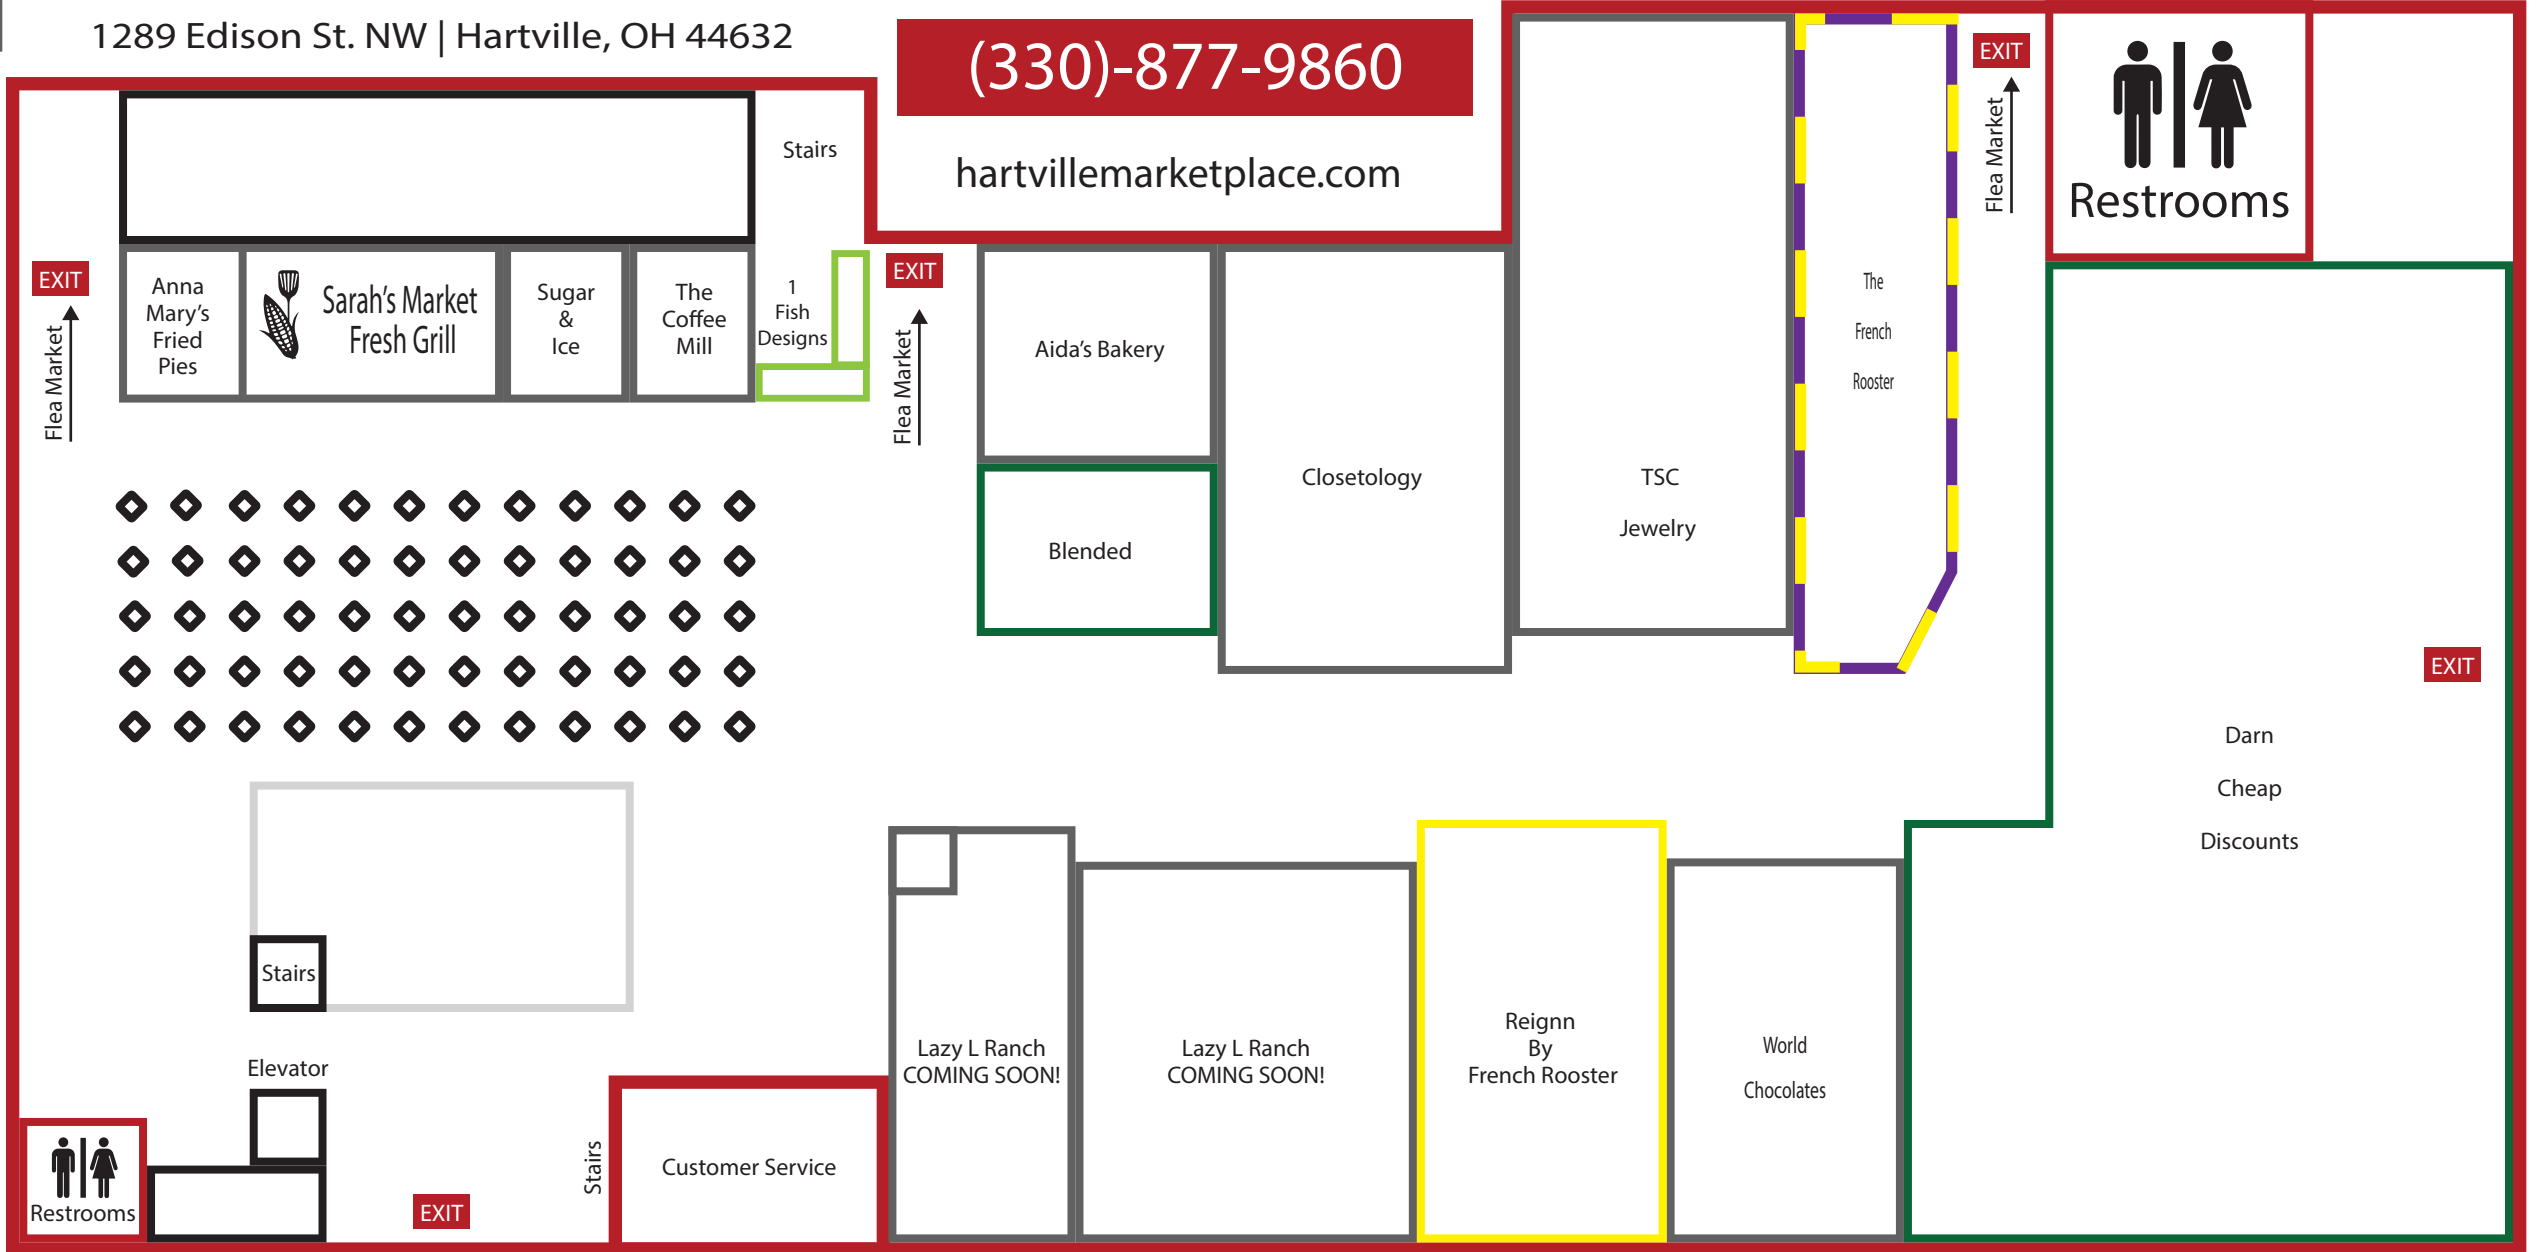 1289 Edison St. NW | Hartville, OH 44632
(330)-877-9860
hartvillemarketplace.com
EXIT
Flea Market
Restrooms
Stairs
EXIT
Flea Market
Anna
Mary's
Fried
Pies
Sarah's Market
Fresh Grill
Sugar
&
Ice
The
Coffee
Mill
1
Fish
Designs
EXIT
Flea Market
Aida's Bakery
Blended
Closetology
TSC
Jewelry
The
French
Rooster
EXIT
Darn
Cheap
Discounts
Stairs
Elevator
Restrooms
EXIT
Stairs
Customer Service
Lazy L Ranch
COMING SOON!
Lazy L Ranch
COMING SOON!
Reignn
By
French Rooster
World
Chocolates